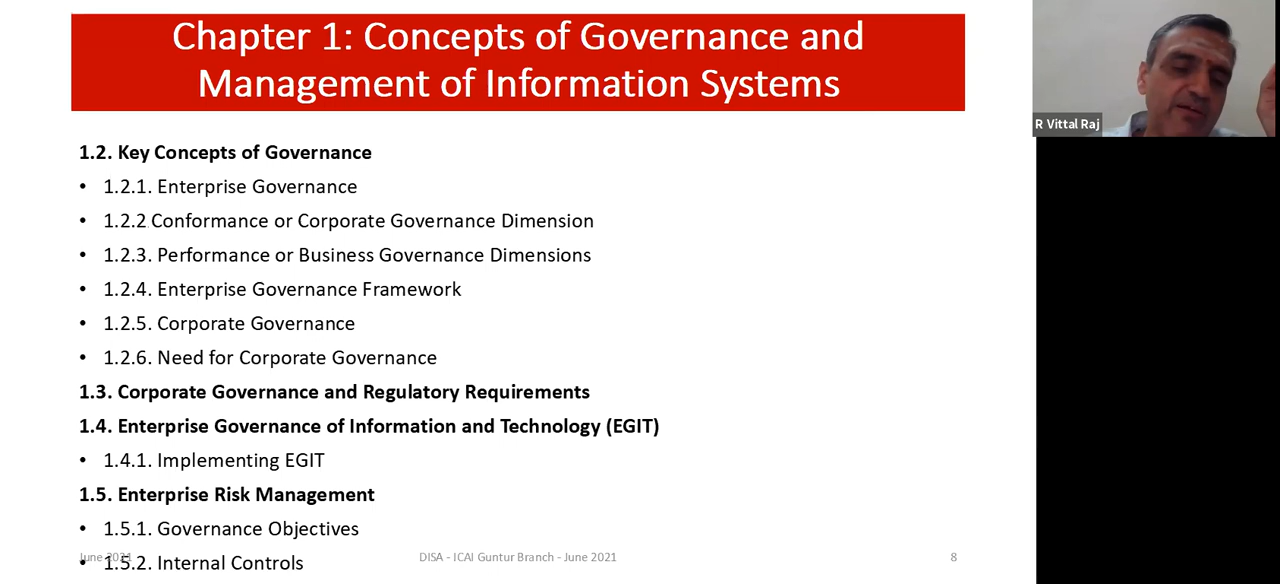 Chapter 1: Concepts of Governance and
Management of Information Systems
R Vittal Raj
1.2. Key Concepts of Governance
• 1.2.1. Enterprise Governance
• 1.2.2.Conformance or Corporate Governance Dimension
• 1.2.3. Performance or Business Governance Dimensions
• 1.2.4. Enterprise Governance Framework
• 1.2.5. Corporate Governance
• 1.2.6. Need for Corporate Governance
1.3. Corporate Governance and Regulatory Requirements
1.4. Enterprise Governance of Information and Technology (EGIT)
• 1.4.1. Implementing EGIT
1.5. Enterprise Risk Management
• 1.5.1. Governance Objectives
• 1.5.2. Internal Controls
June 2021
DISA - ICAI Guntur Branch - June 2021
8